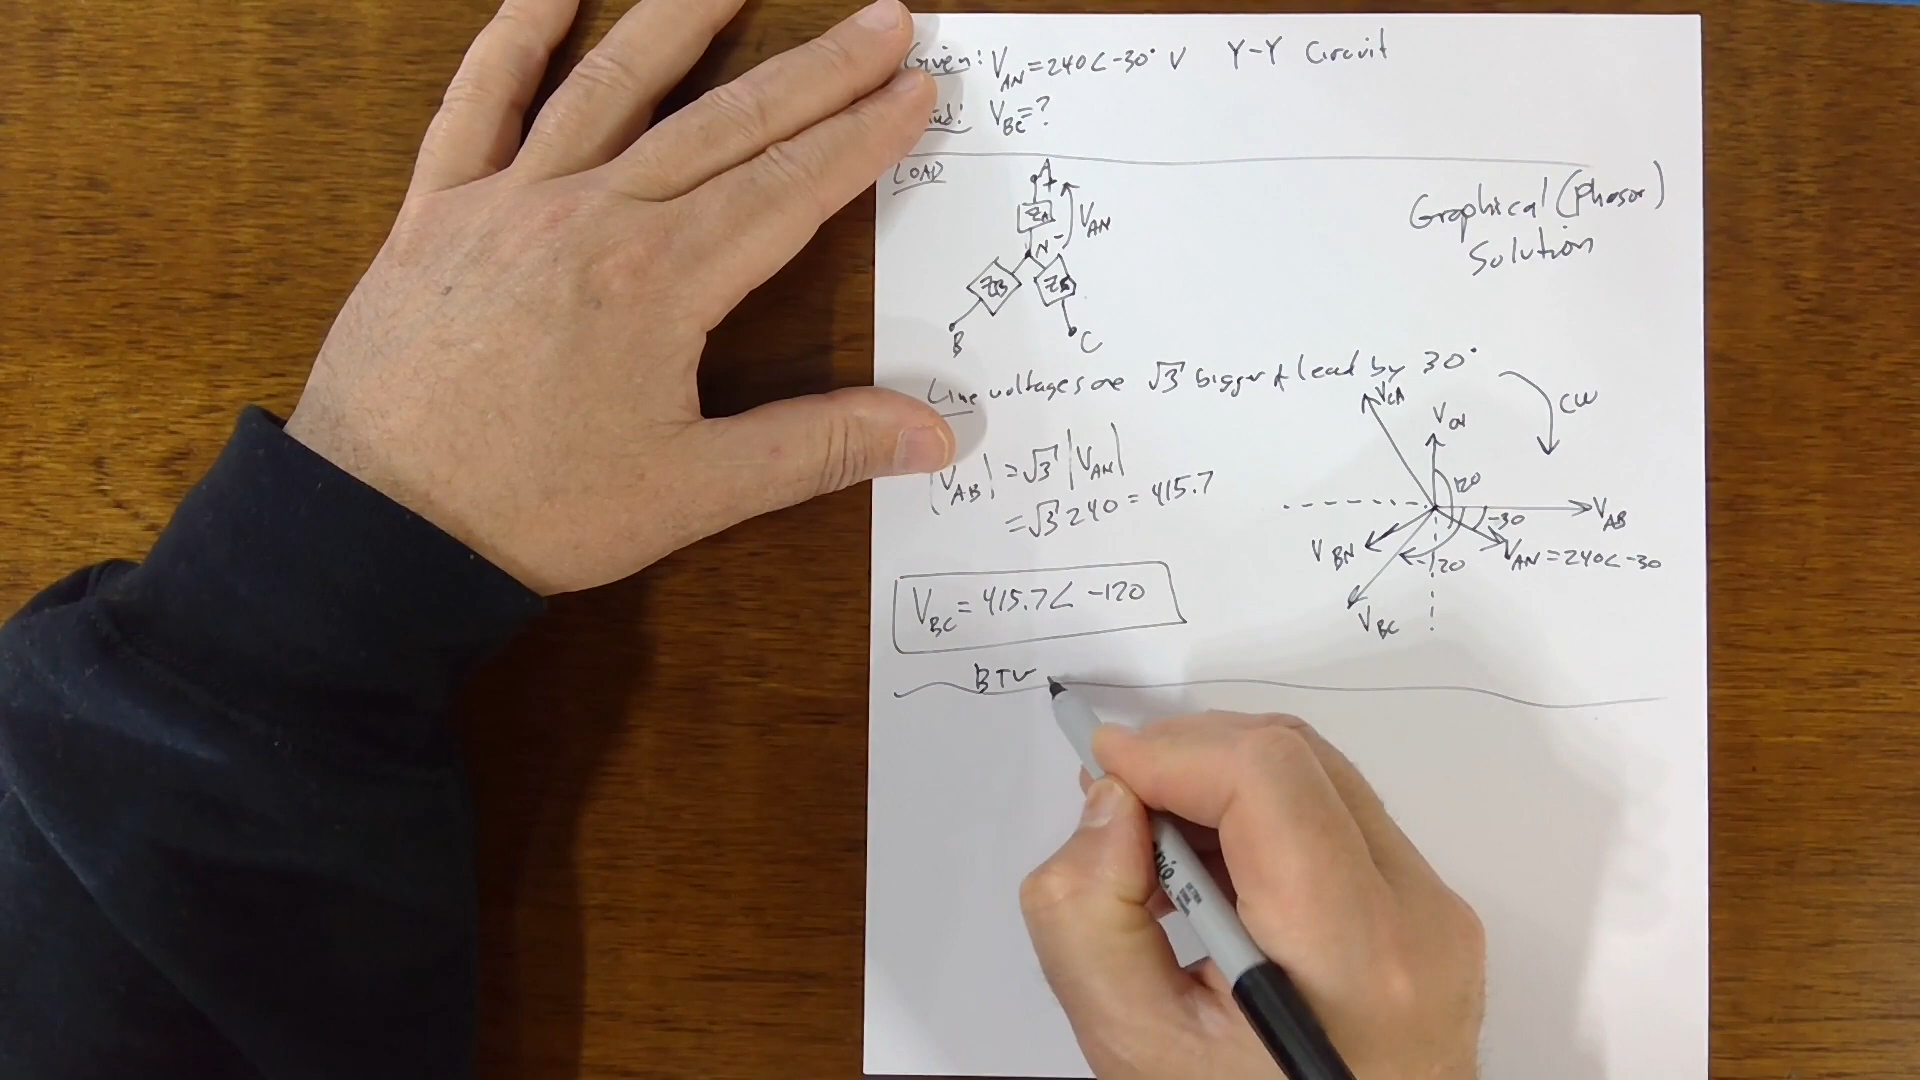 Given: V_AN = 240∠-30° V Y-Y Circuit
V_BC = ?
LOAD
Graphical (phasor)
Solution
A
+
Z_A
V_AN
N -
Z_B
B
C
Line voltages are √3 bigger & lead by 30°
CW
V_CA
V_CN
|V_AB| = √3 |V_AN|
= √3 240 = 415.7
120
V_AB
-30
V_BN
V_AN = 240∠-30
-120
V_BC
V_BC = 415.7∠ -120
BTW